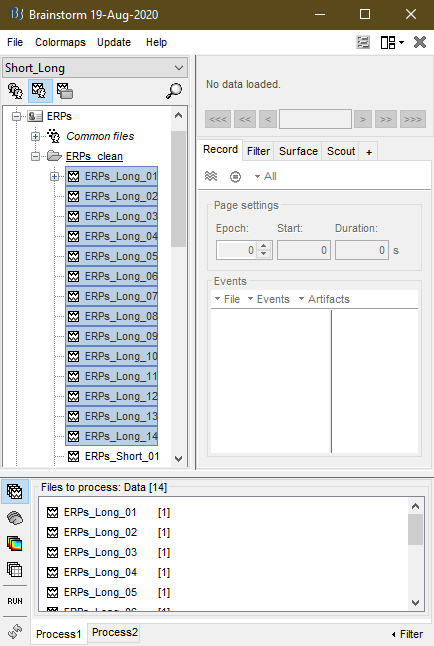 Brainstorm 19-Aug-2020
File Colormaps Update Help
Short_Long
ERPs
Common files
ERPs_clean
ERPs_Long_01
ERPs_Long_02
ERPs_Long_03
ERPs_Long_04
ERPs_Long_05
ERPs_Long_06
ERPs_Long_07
ERPs_Long_08
ERPs_Long_09
ERPs_Long_10
ERPs_Long_11
ERPs_Long_12
ERPs_Long_13
ERPs_Long_14
ERPs_Short_01
No data loaded.
<<< << < > >> >>>
Record Filter Surface Scout +
All
Page settings
Epoch: Start: Duration:
0 0 0 s
Events
File Events Artifacts
Files to process: Data [14]
ERPs_Long_01 [1]
ERPs_Long_02 [1]
ERPs_Long_03 [1]
ERPs_Long_04 [1]
ERPs_Long_05 [1]
ERPs_Long_06 [1]
RUN
Process1 Process2 Filter